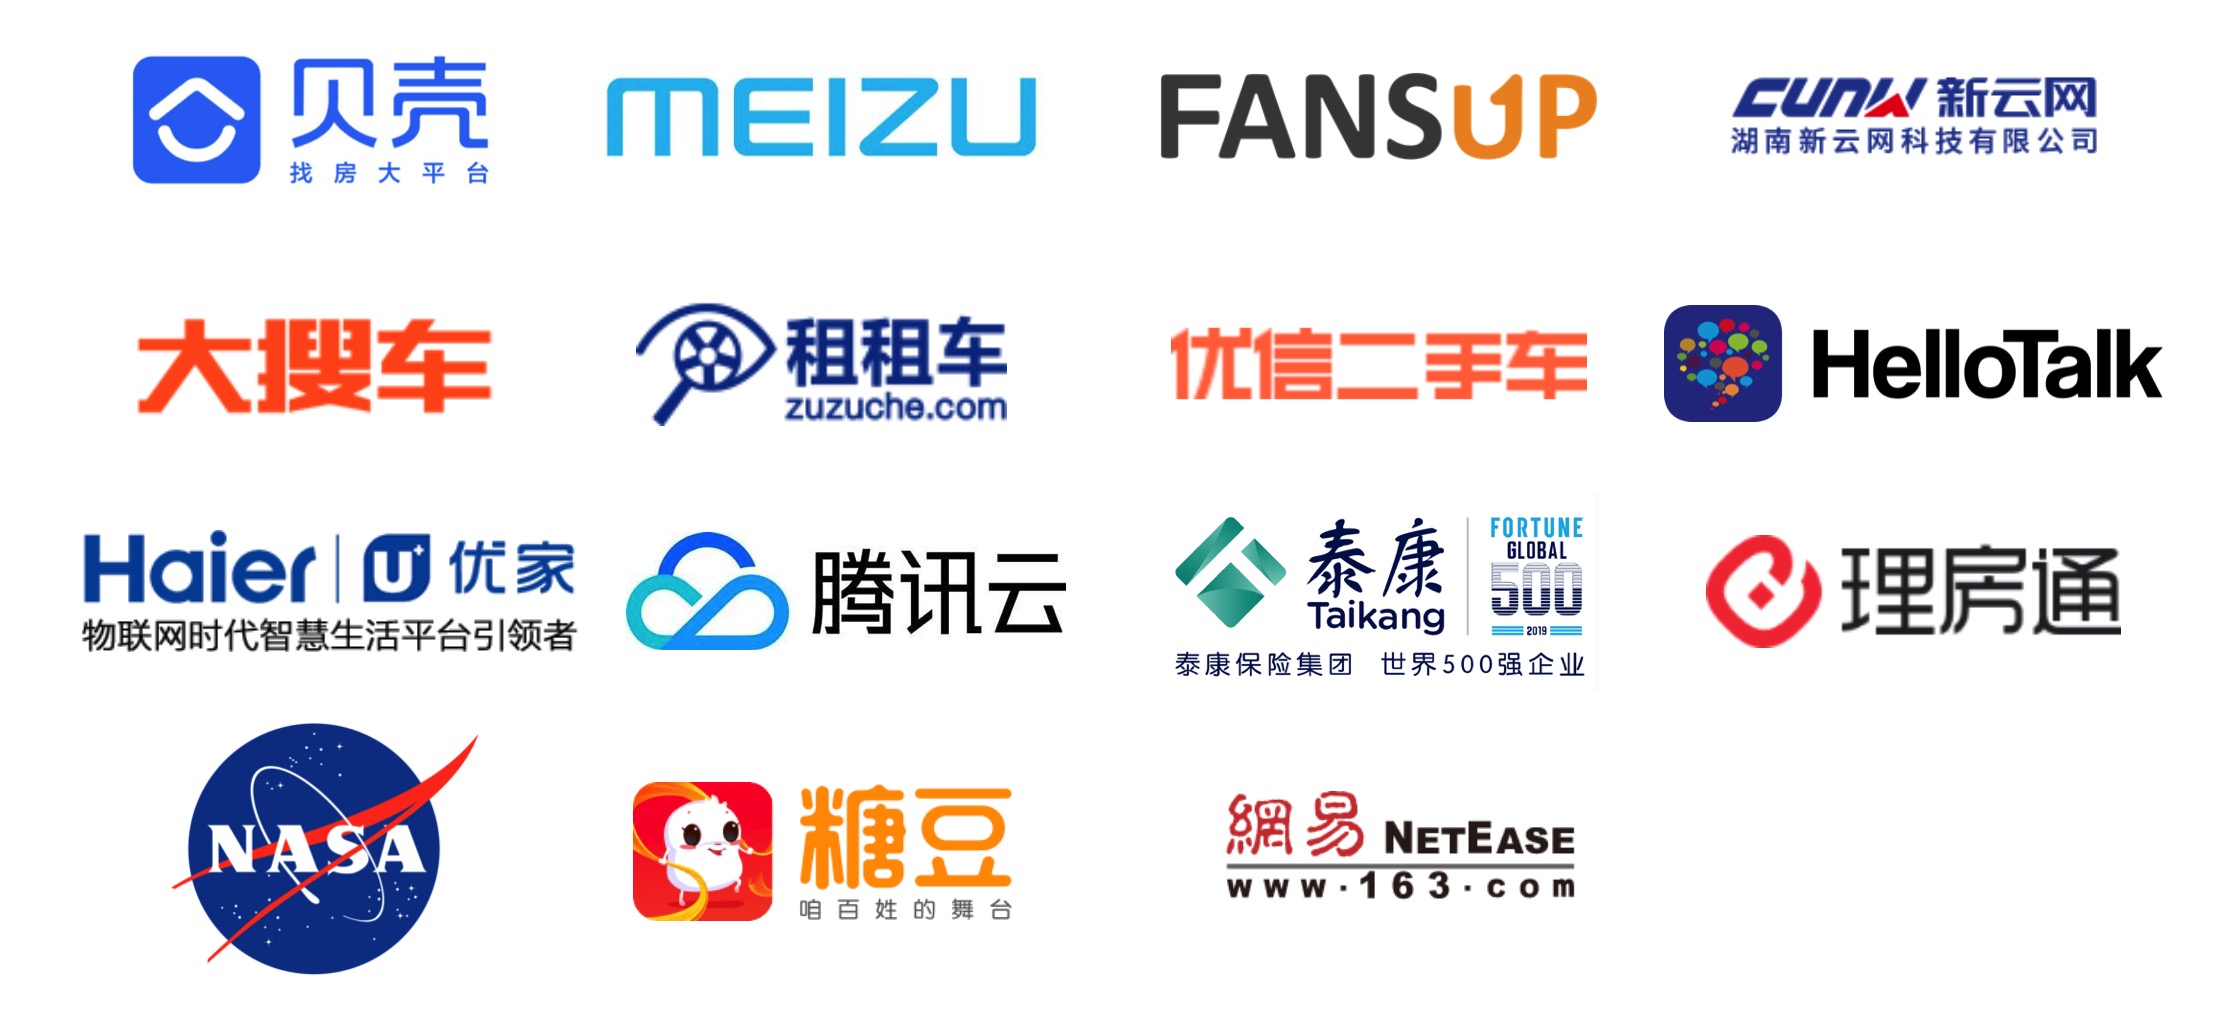 贝壳
找房大平台
MEIZU
FANSUP
CUNW 新云网
湖南新云网科技有限公司
大搜车
租租车
zuzuche.com
优信二手车
HelloTalk
Haier U+ 优家
物联网时代智慧生活平台引领者
腾讯云
泰康
Taikang
FORTUNE
GLOBAL
500
2019
泰康保险集团 世界500强企业
理房通
NASA
糖豆
咱百姓的舞台
網易 NETEASE
www.163.com